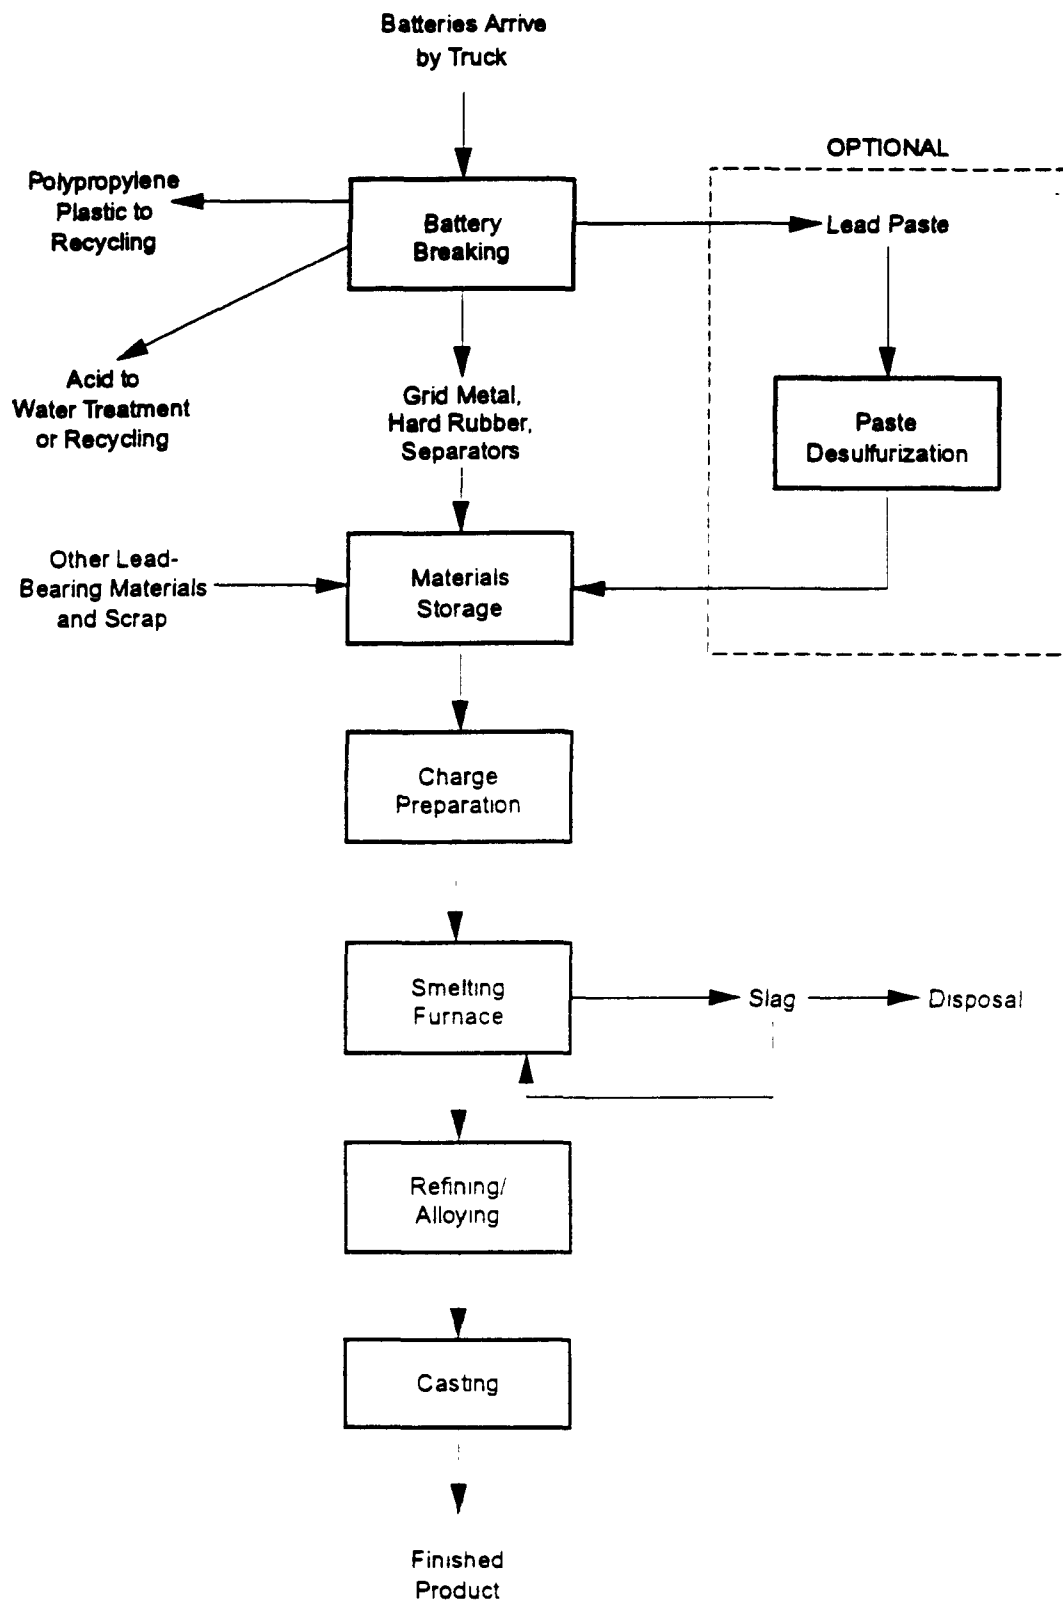 Batteries Arrive
by Truck
OPTIONAL
Polypropylene
Plastic to
Recycling
Battery
Breaking
Lead Paste
Acid to
Water Treatment
or Recycling
Grid Metal,
Hard Rubber,
Separators
Paste
Desulfurization
Other Lead-
Bearing Materials
and Scrap
Materials
Storage
Charge
Preparation
Smelting
Furnace
Slag
Disposal
Refining/
Alloying
Casting
Finished
Product